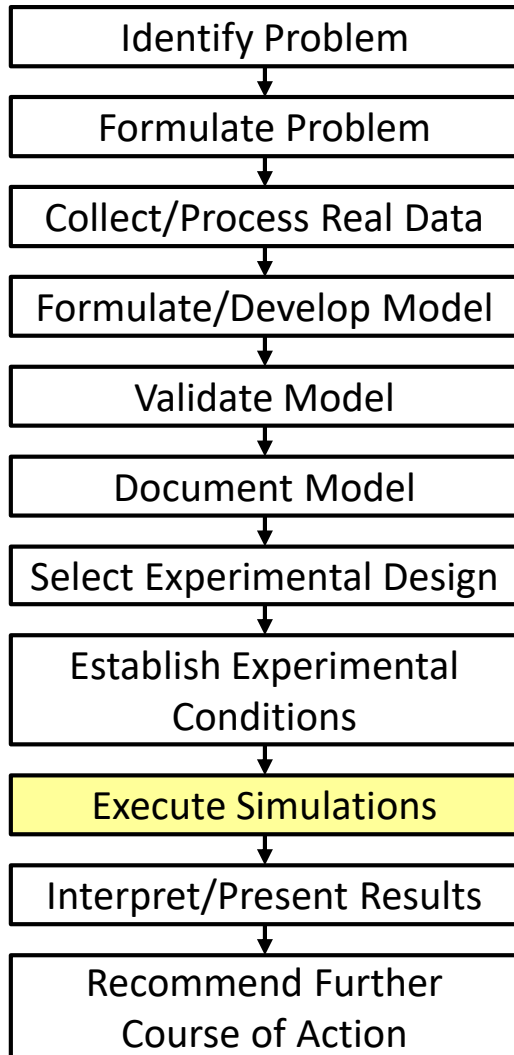 Identify Problem
Formulate Problem
Collect/Process Real Data
Formulate/Develop Model
Validate Model
Document Model
Select Experimental Design
Establish Experimental
Conditions
Execute Simulations
Interpret/Present Results
Recommend Further
Course of Action